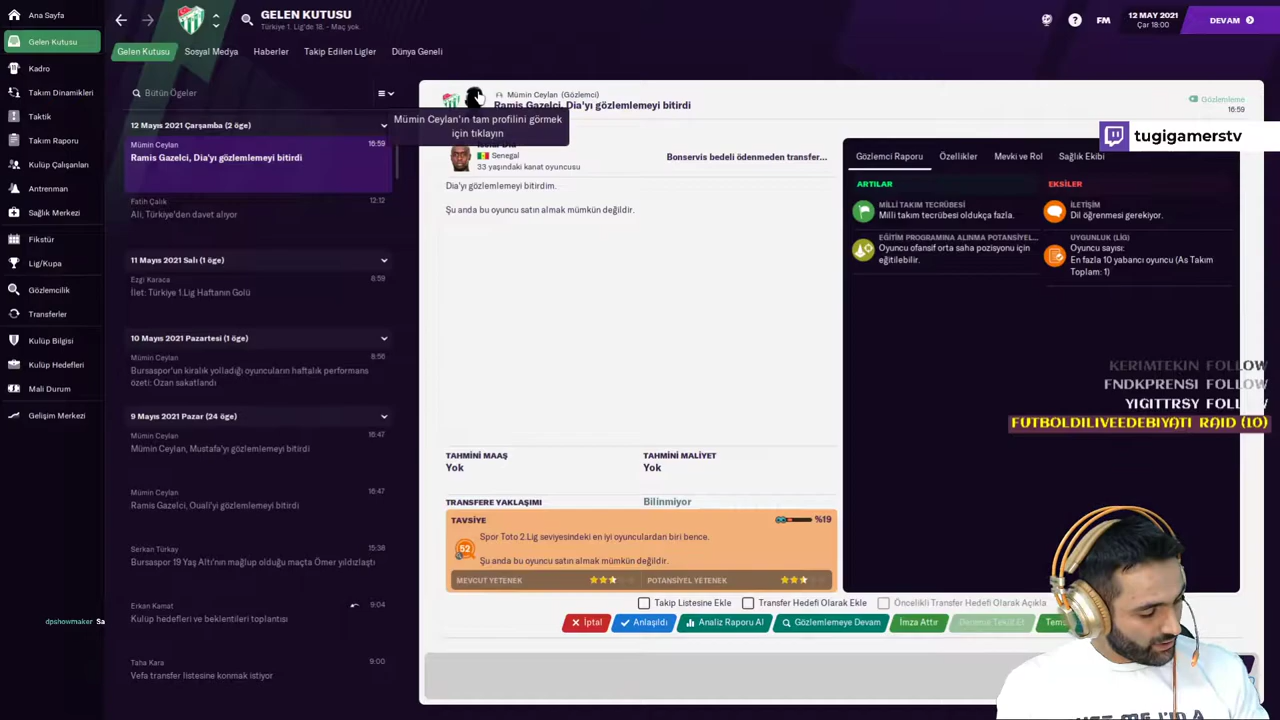 Ana Sayfa
Gelen Kutusu
Kadro
Takım Dinamikleri
Taktik
Takım Raporu
Kulüp Çalışanları
Antrenman
Sağlık Merkezi
Fikstür
Lig/Kupa
Gözlemcilik
Transferler
Kulüp Bilgisi
Kulüp Hedefleri
Mali Durum
Gelişim Merkezi
dpshowmaker Sa
GELEN KUTUSU
Türkiye 1. Lig'de 18. - Maç yok.
FM
12 MAY 2021
Çar 18:00
DEVAM
Gelen Kutusu
Sosyal Medya
Haberler
Takip Edilen Ligler
Dünya Geneli
Bütün Ögeler
12 Mayıs 2021 Çarşamba (2 öge)
Mümin Ceylan
16:59
Ramis Gazelci, Dia'yı gözlemlemeyi bitirdi
Fatih Çalık
12:12
Ali, Türkiye'den davet alıyor
11 Mayıs 2021 Salı (1 öge)
Ezgi Karaca
8:59
İlet: Türkiye 1.Lig Haftanın Golü
10 Mayıs 2021 Pazartesi (1 öge)
Mümin Ceylan
8:56
Bursaspor'un kiralık yolladığı oyuncuların haftalık performans
özeti: Ozan sakatlandı
9 Mayıs 2021 Pazar (24 öge)
Mümin Ceylan
16:47
Mümin Ceylan, Mustafa'yı gözlemlemeyi bitirdi
Mümin Ceylan
16:47
Ramis Gazelci, Ouali'yi gözlemlemeyi bitirdi
Serkan Türkay
15:38
Bursaspor 19 Yaş Altı'nın mağlup olduğu maçta Ömer yıldızlaştı
Erkan Kamat
9:04
Kulüp hedefleri ve beklentileri toplantısı
Taha Kara
9:00
Vefa transfer listesine konmak istiyor
Mümin Ceylan (Gözlemci)
Ramis Gazelci, Dia'yı gözlemlemeyi bitirdi
Gözlemleme
16:59
Mümin Ceylan'ın tam profilini görmek
için tıklayın
Senegal
33 yaşındaki kanat oyuncusu
Bonservis bedeli ödenmeden transfer...
Dia'yı gözlemlemeyi bitirdim.
Şu anda bu oyuncu satın almak mümkün değildir.
TAHMİNİ MAAŞ
Yok
TAHMİNİ MALİYET
Yok
TRANSFERE YAKLAŞIMI
Bilinmiyor
TAVSİYE
%19
52
Spor Toto 2.Lig seviyesindeki en iyi oyunculardan biri bence.
Şu anda bu oyuncu satın almak mümkün değildir.
MEVCUT YETENEK
POTANSİYEL YETENEK
Takip Listesine Ekle
Transfer Hedefi Olarak Ekle
Öncelikli Transfer Hedefi Olarak Açıkla
İptal
Anlaşıldı
Analiz Raporu Al
Gözlemlemeye Devam
İmza Attır
Deneme Teklif Et
Tems
Gözlemci Raporu
Özellikler
Mevki ve Rol
Sağlık Ekibi
ARTILAR
MİLLİ TAKIM TECRÜBESİ
Milli takım tecrübesi oldukça fazla.
EĞİTİM PROGRAMINA ALINMA POTANSİYEL...
Oyuncu ofansif orta saha pozisyonu için
eğitilebilir.
EKSİLER
İLETİŞİM
Dil öğrenmesi gerekiyor.
UYGUNLUK (LİG)
Oyuncu sayısı:
En fazla 10 yabancı oyuncu (As Takım
Toplam: 1)
tugigamerstv
KERIMTEKIN FOLLOW
FNDKPRENSI FOLLOW
YIGITTRSY FOLLOW
FUTBOLDILIVEEDEBIYATI RAID (10)